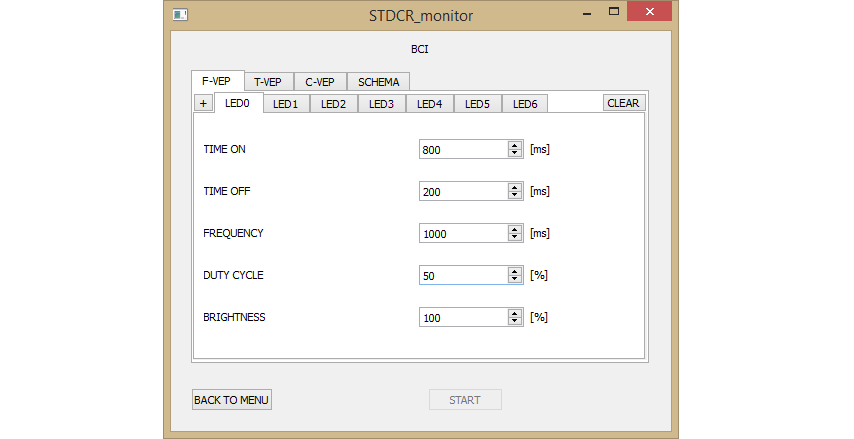 STDCR_monitor
BCI
F-VEP T-VEP C-VEP SCHEMA
+ LED0 LED1 LED2 LED3 LED4 LED5 LED6 CLEAR
TIME ON 800 [ms]
TIME OFF 200 [ms]
FREQUENCY 1000 [ms]
DUTY CYCLE 50 [%]
BRIGHTNESS 100 [%]
BACK TO MENU START